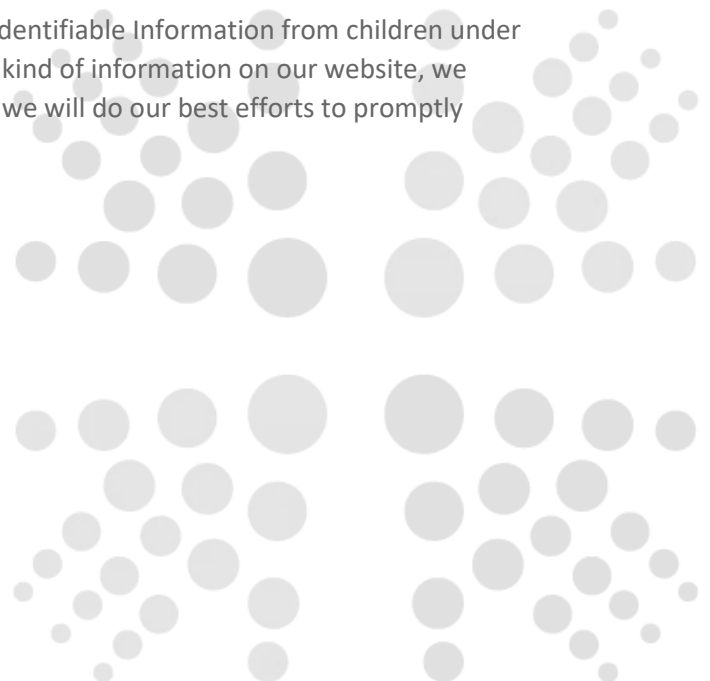 dentifiable Information from children under
kind of information on our website, we
we will do our best efforts to promptly